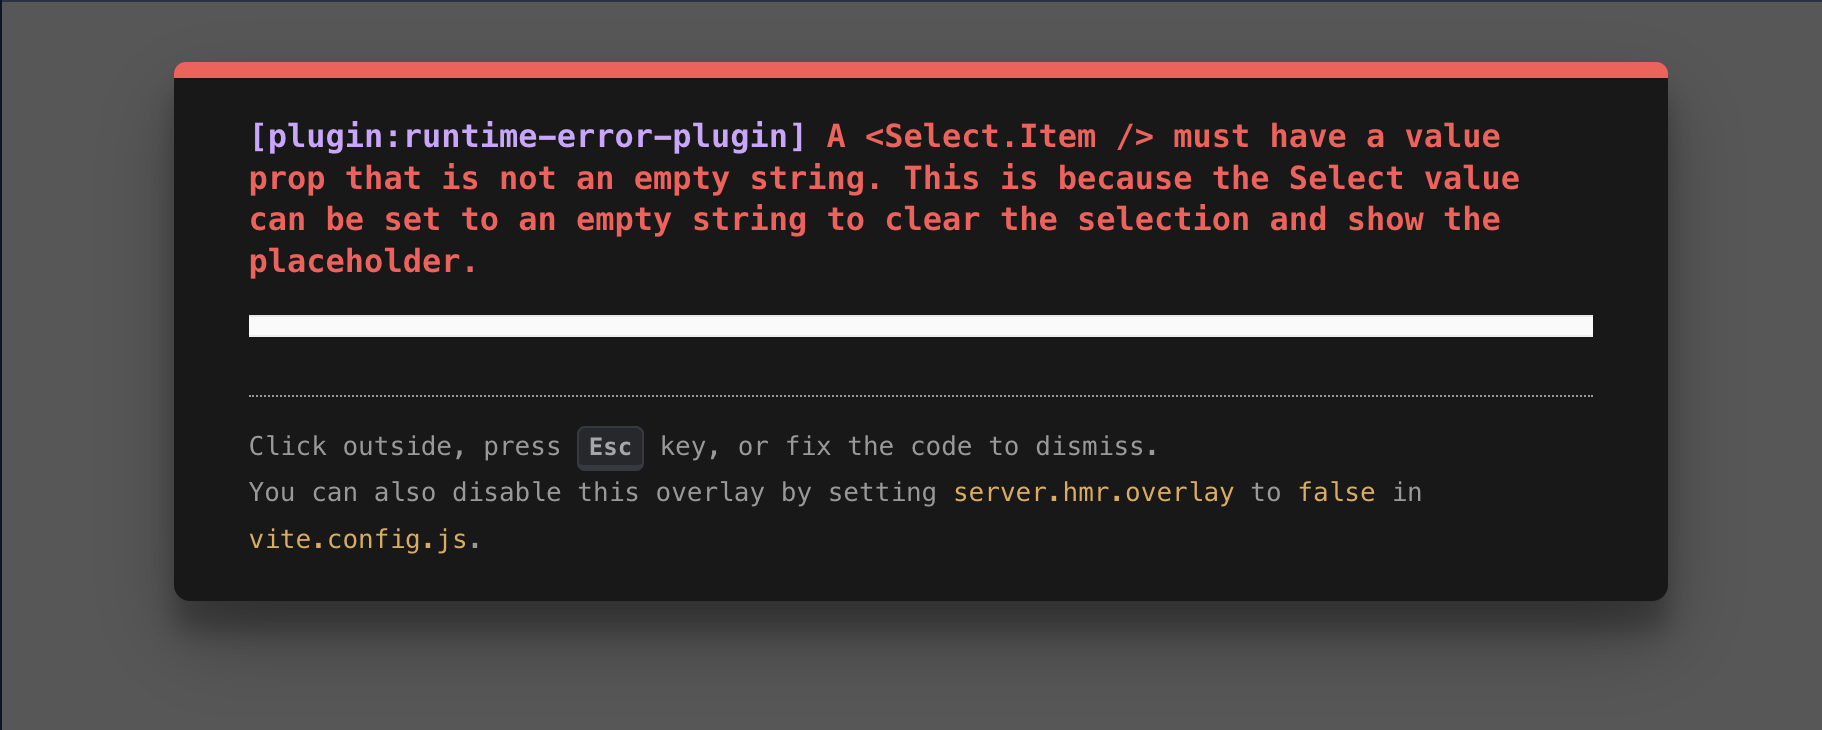 [plugin:runtime-error-plugin] A <Select.Item /> must have a value
prop that is not an empty string. This is because the Select value
can be set to an empty string to clear the selection and show the
placeholder.
Click outside, press Esc key, or fix the code to dismiss.
You can also disable this overlay by setting server.hmr.overlay to false in
vite.config.js.